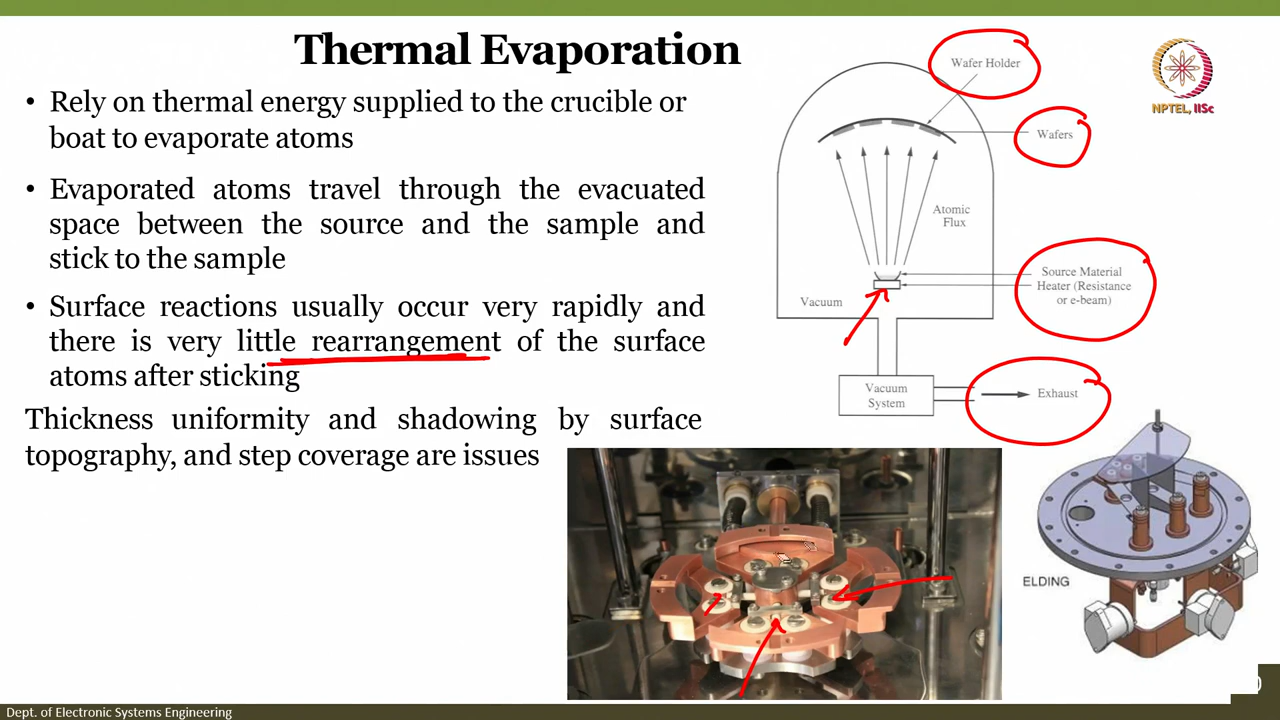 Thermal Evaporation
• Rely on thermal energy supplied to the crucible or
boat to evaporate atoms
• Evaporated atoms travel through the evacuated
space between the source and the sample and
stick to the sample
• Surface reactions usually occur very rapidly and
there is very little rearrangement of the surface
atoms after sticking
Thickness uniformity and shadowing by surface
topography, and step coverage are issues
Wafer Holder
Wafers
Atomic
Flux
Source Material
Heater (Resistance
or e-beam)
Vacuum
Vacuum
System
Exhaust
NPTEL, IISc
ELDING
Dept. of Electronic Systems Engineering